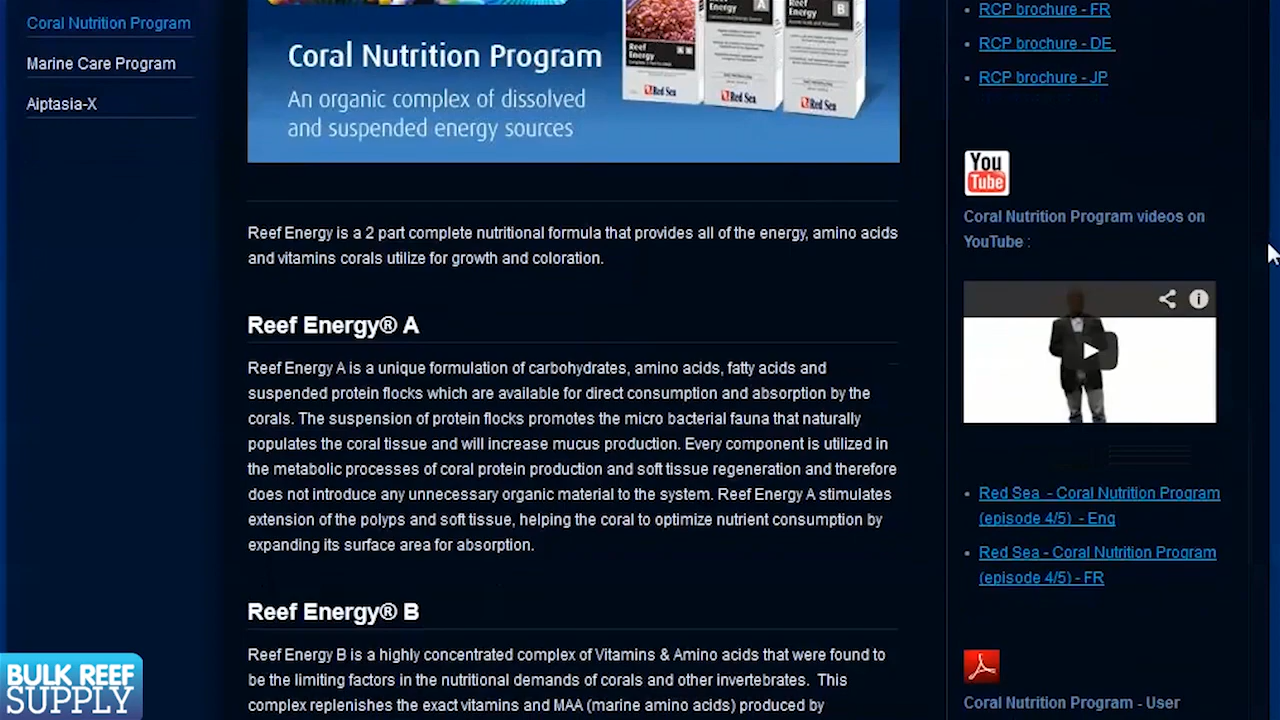 Coral Nutrition Program
Marine Care Program
Aiptasia-X
Reef Energy
A
Reef Energy
B
Reef Energy
Red Sea
Red Sea
Red Sea
Coral Nutrition Program
An organic complex of dissolved
and suspended energy sources
Reef Energy is a 2 part complete nutritional formula that provides all of the energy, amino acids
and vitamins corals utilize for growth and coloration.
Reef Energy® A
Reef Energy A is a unique formulation of carbohydrates, amino acids, fatty acids and
suspended protein flocks which are available for direct consumption and absorption by the
corals. The suspension of protein flocks promotes the micro bacterial fauna that naturally
populates the coral tissue and will increase mucus production. Every component is utilized in
the metabolic processes of coral protein production and soft tissue regeneration and therefore
does not introduce any unnecessary organic material to the system. Reef Energy A stimulates
extension of the polyps and soft tissue, helping the coral to optimize nutrient consumption by
expanding its surface area for absorption.
Reef Energy® B
Reef Energy B is a highly concentrated complex of Vitamins & Amino acids that were found to
be the limiting factors in the nutritional demands of corals and other invertebrates. This
complex replenishes the exact vitamins and MAA (marine amino acids) produced by
RCP brochure - FR
RCP brochure - DE
RCP brochure - JP
You
Tube
Coral Nutrition Program videos on
YouTube :
Red Sea - Coral Nutrition Program
(episode 4/5) - Eng
Red Sea - Coral Nutrition Program
(episode 4/5) - FR
Coral Nutrition Program - User
BULK REEF
SUPPLY